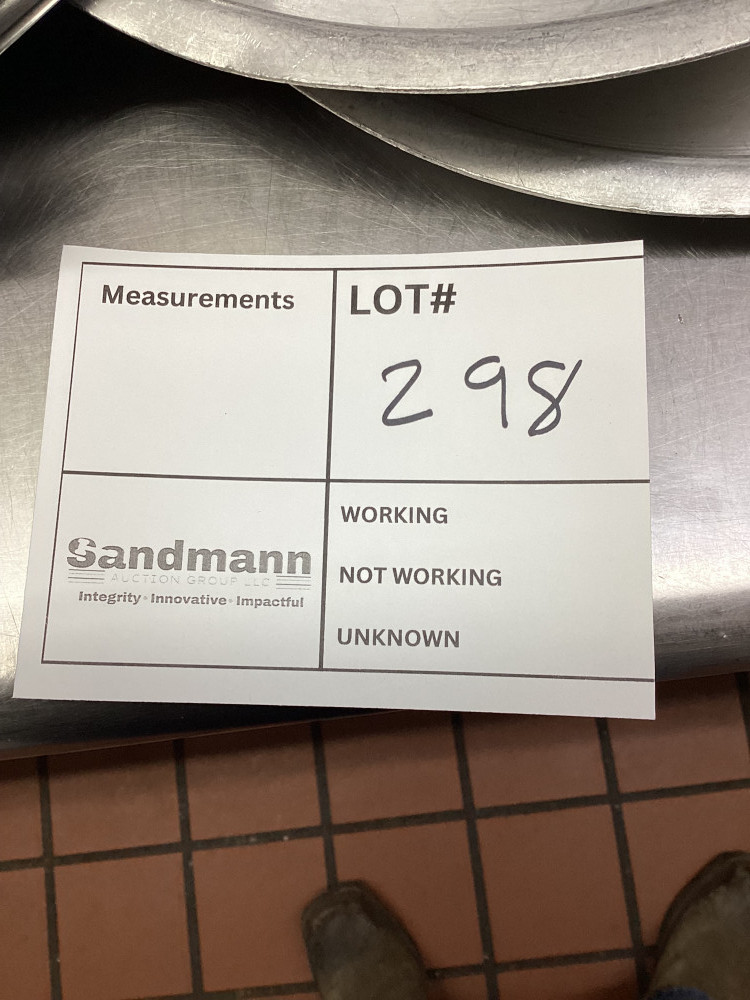 Measurements
LOT#
298
Sandmann
AUCTION GROUP LLC
Integrity • Innovative • Impactful
WORKING
NOT WORKING
UNKNOWN